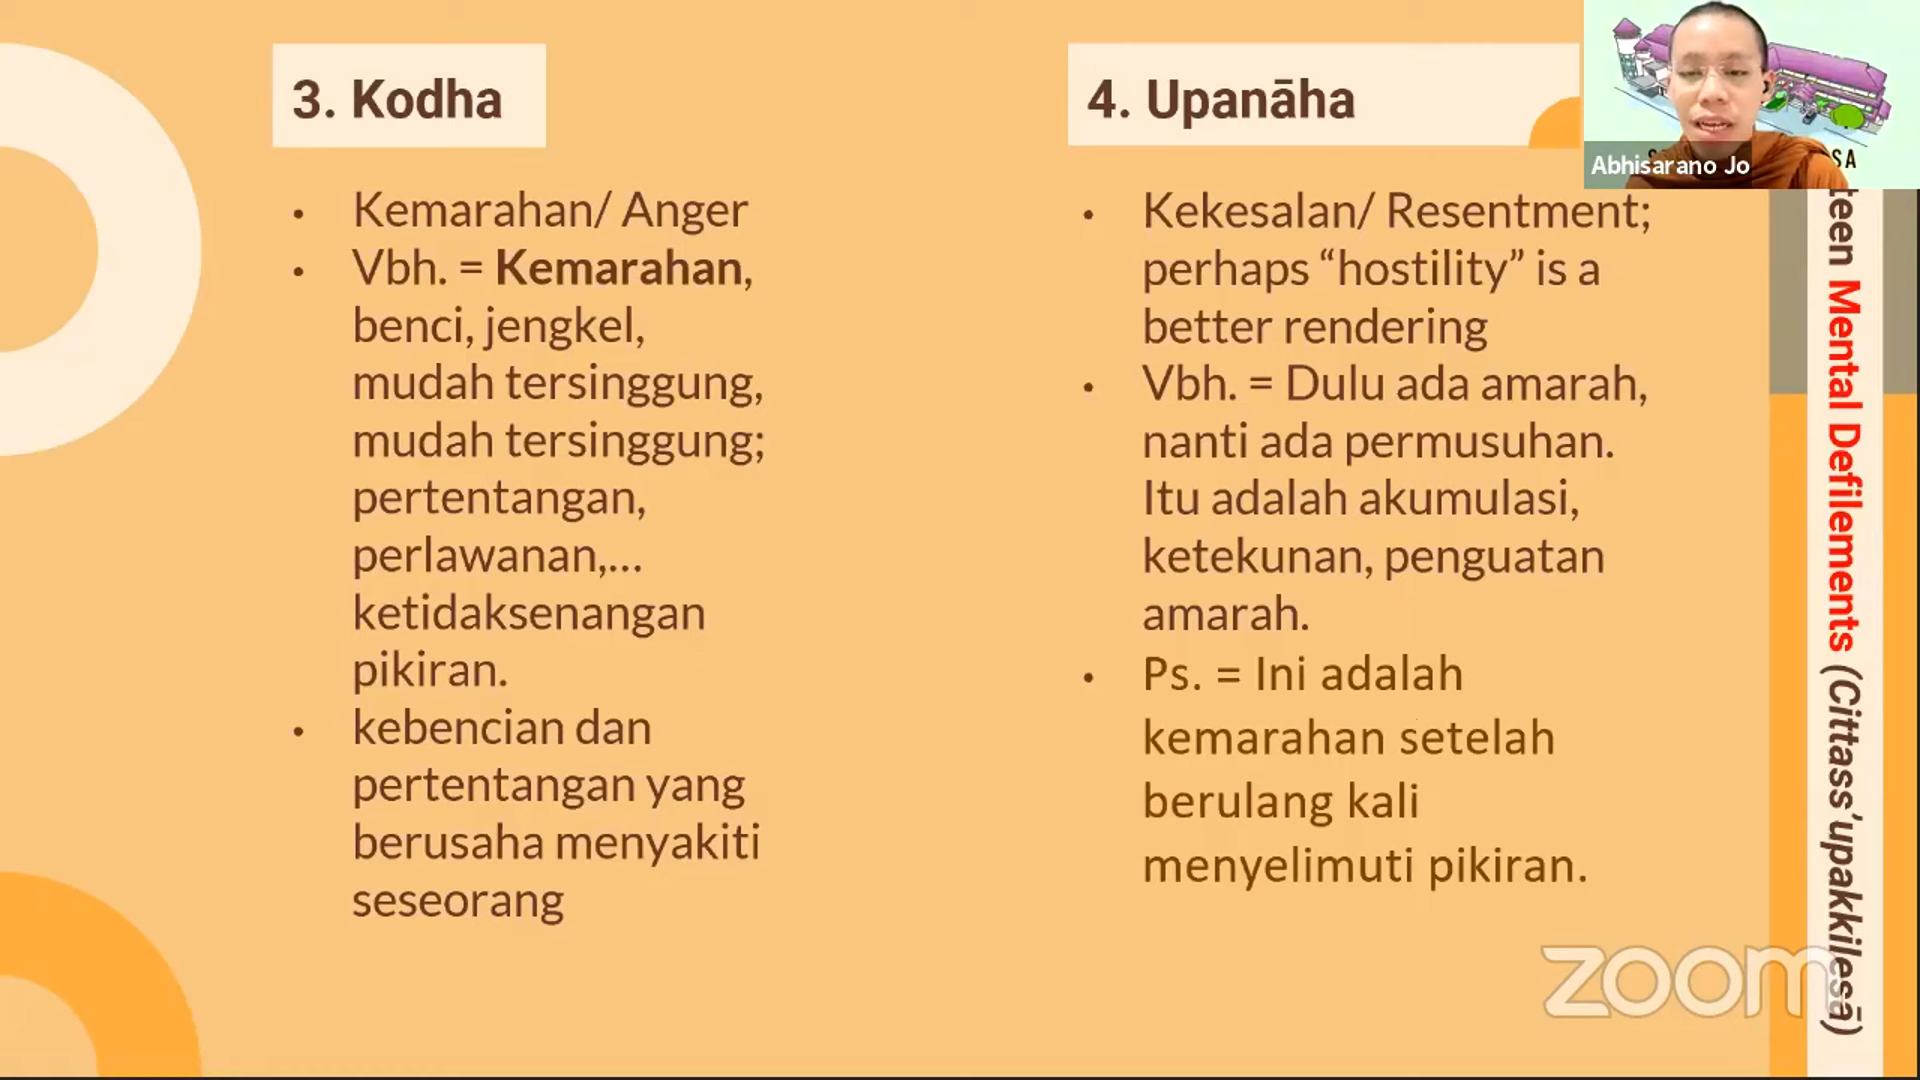 3. Kodha
• Kemarahan/ Anger
• Vbh. = Kemarahan,
benci, jengkel,
mudah tersinggung,
mudah tersinggung;
pertentangan,
perlawanan,...
ketidaksenangan
pikiran.
• kebencian dan
pertentangan yang
berusaha menyakiti
seseorang
4. Upanāha
• Kekesalan/ Resentment;
perhaps “hostility” is a
better rendering
• Vbh. = Dulu ada amarah,
nanti ada permusuhan.
Itu adalah akumulasi,
ketekunan, penguatan
amarah.
• Ps. = Ini adalah
kemarahan setelah
berulang kali
menyelimuti pikiran.
Abhisarano Jo
teen Mental Defilements (Cittass’upakkilesā)
zoom